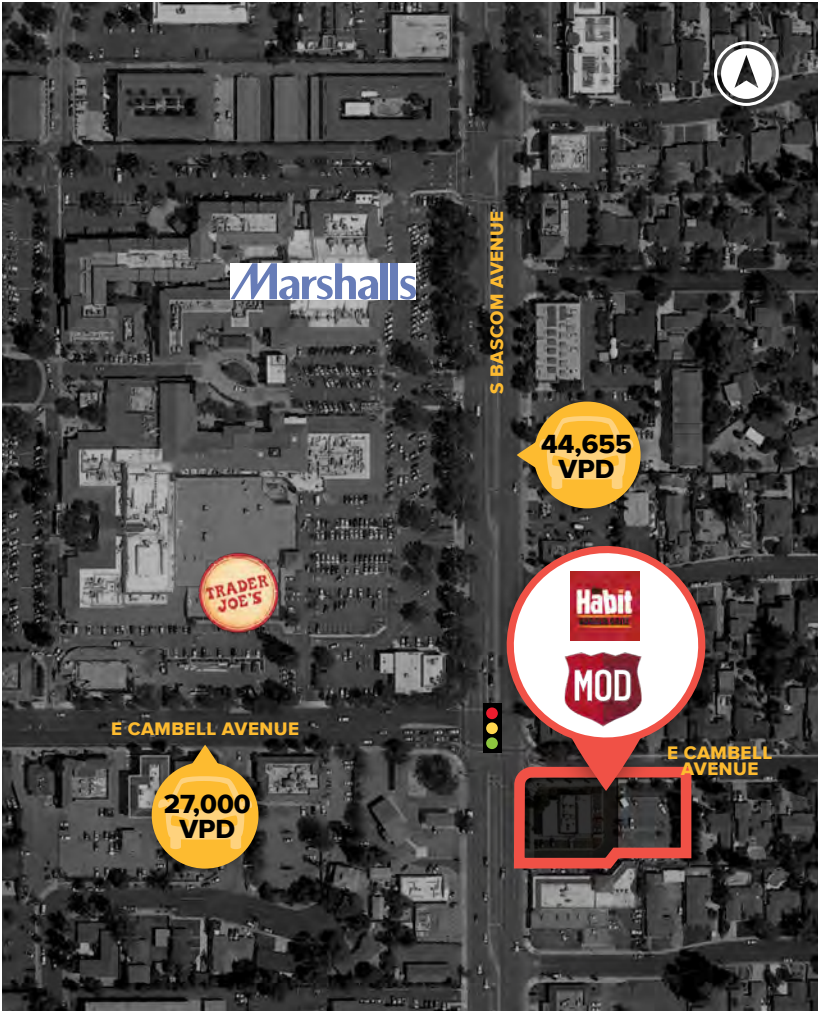 S BASCOM AVENUE
Marshalls
44,655
VPD
TRADER
JOE'S
Habit
MOD
E CAMBELL AVENUE
E CAMBELL
AVENUE
27,000
VPD